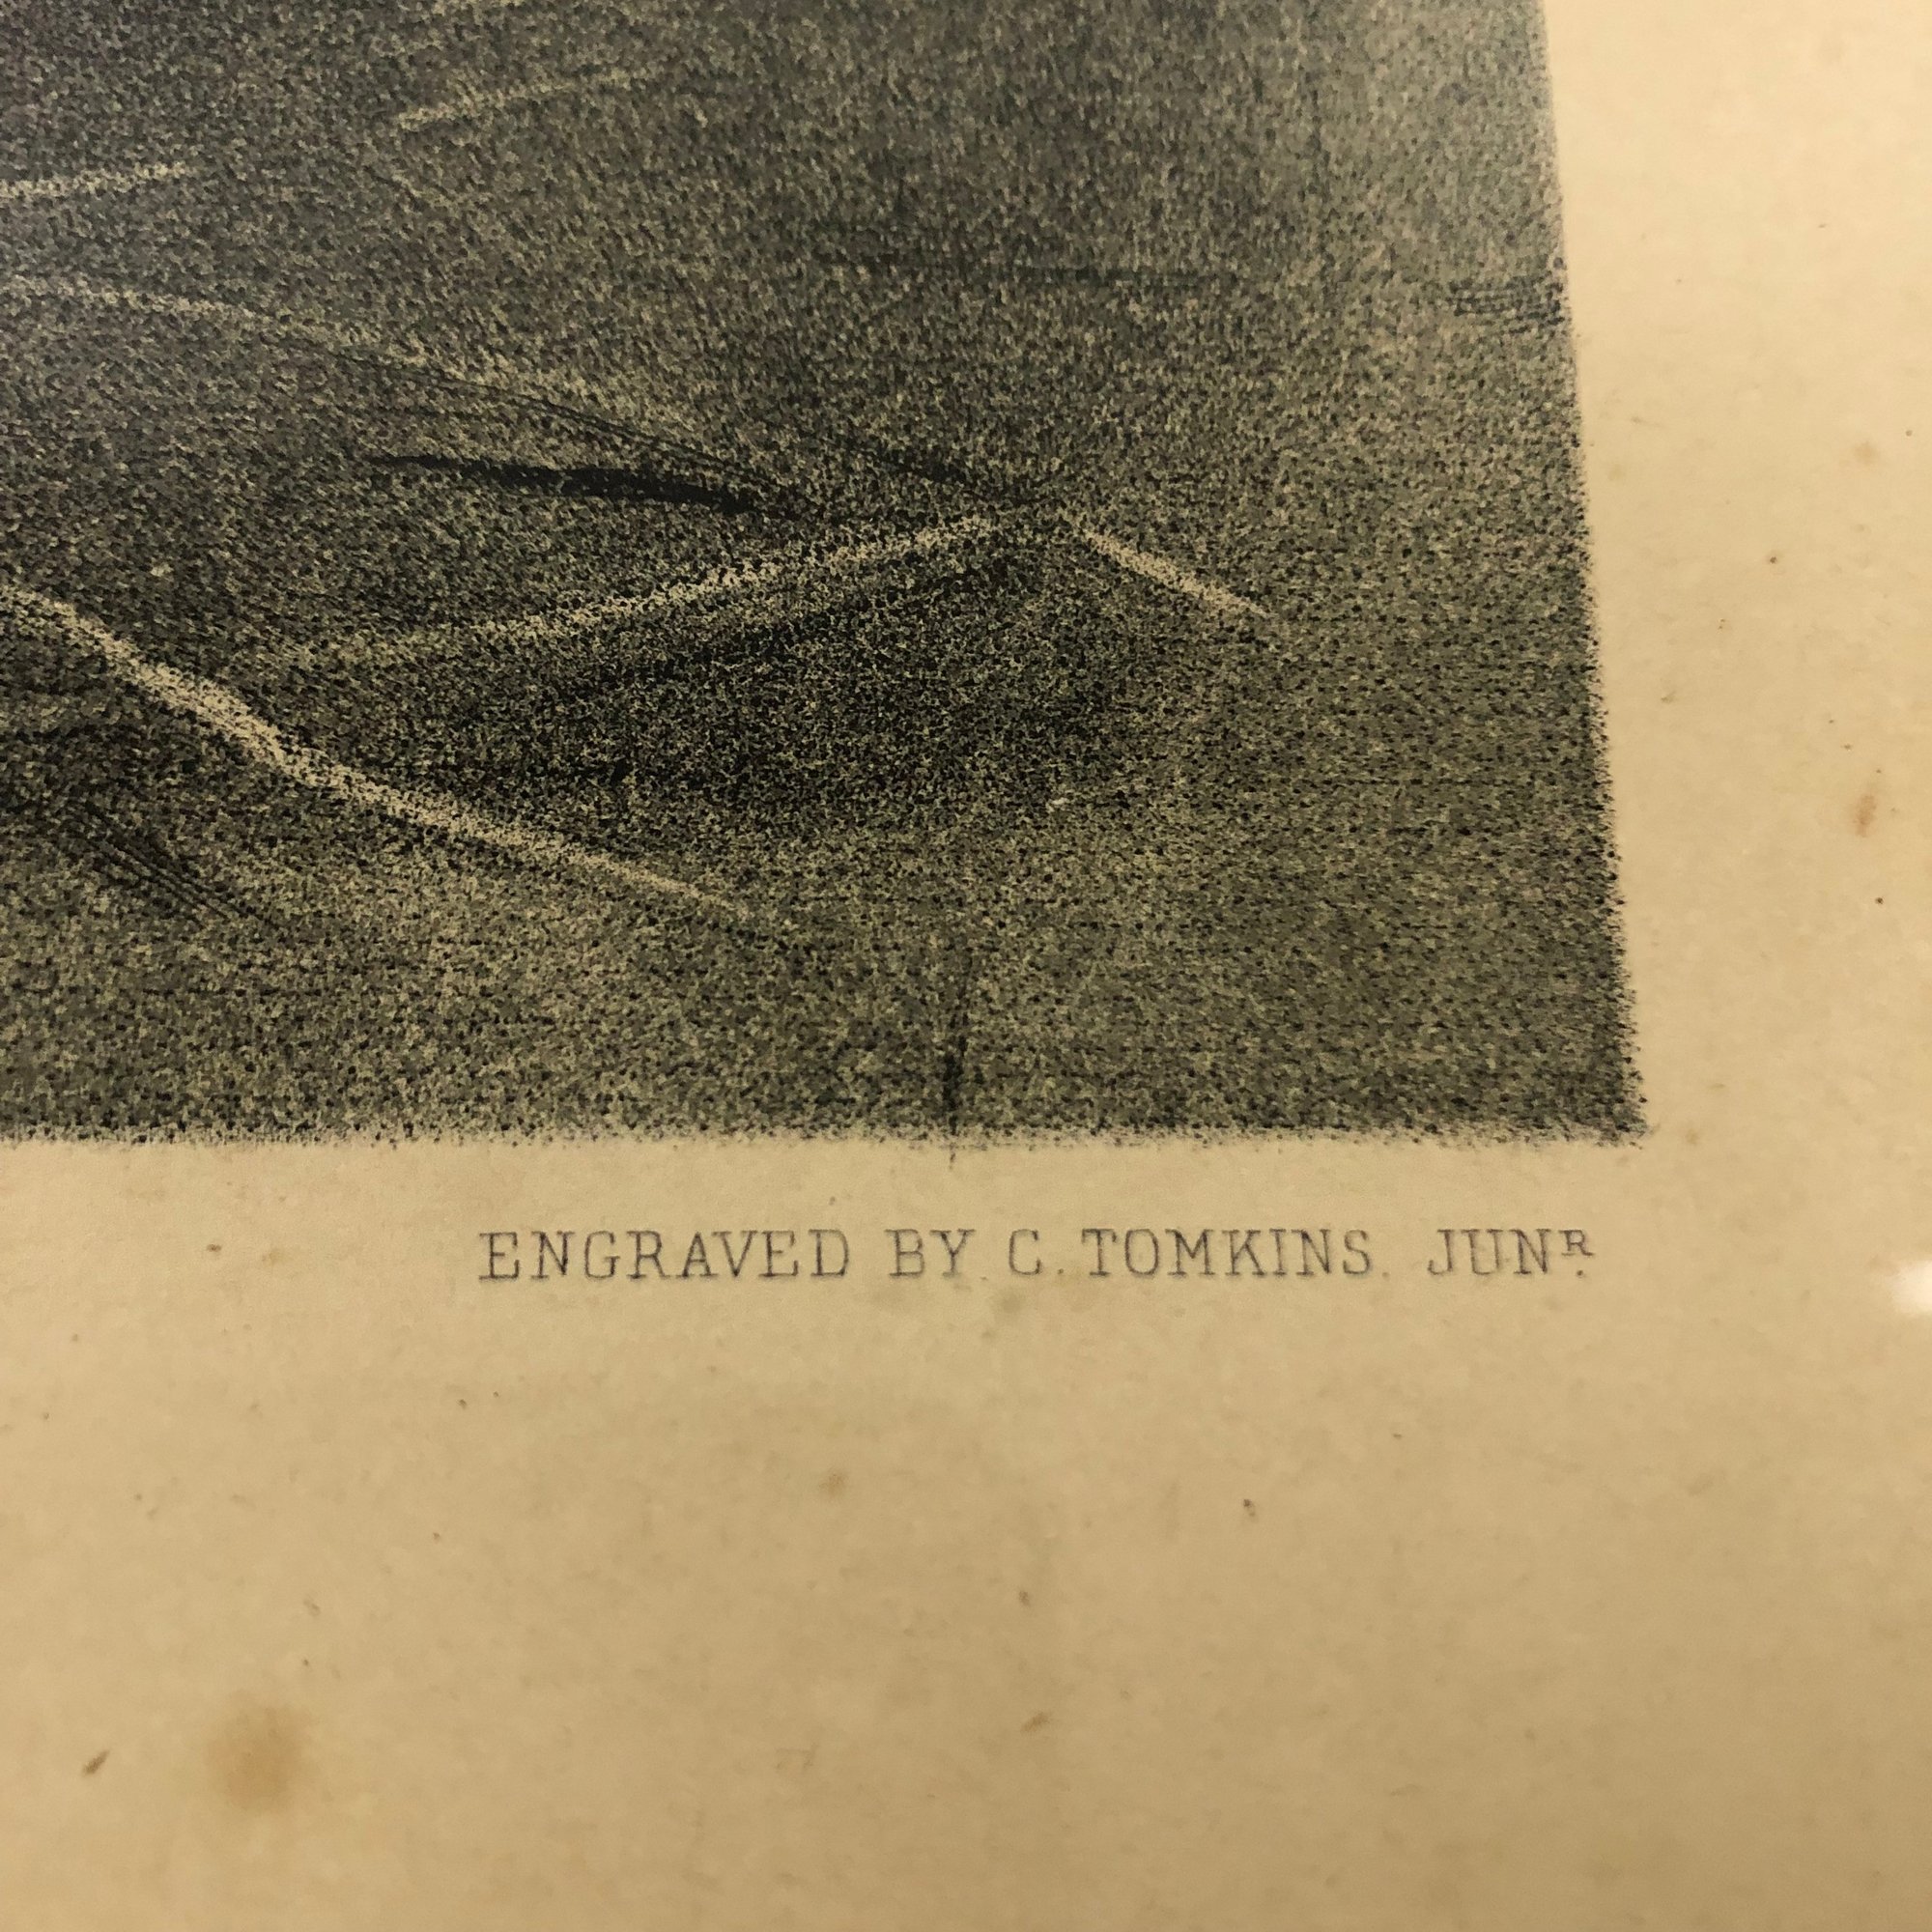 ENGRAVED BY C. TOMKINS. JUNR.